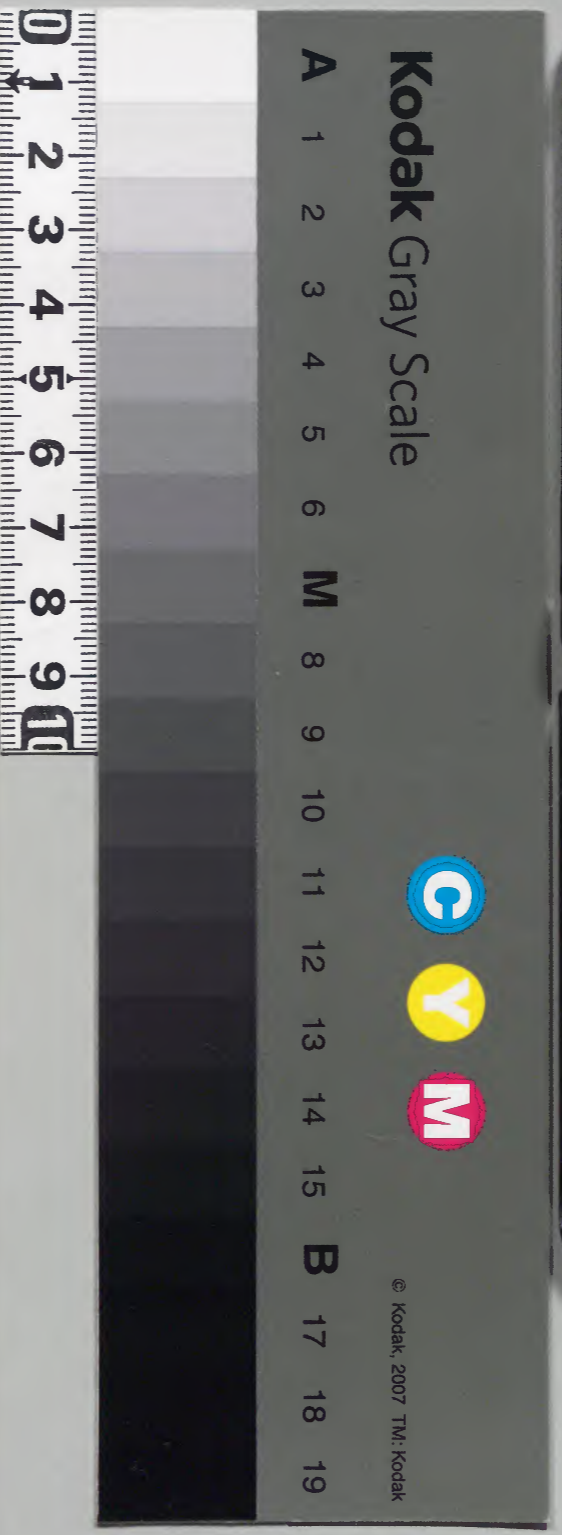 Kodak Gray Scale
C Y M
© Kodak, 2007 TM: Kodak
A 1 2 3 4 5 6 M 8 9 10 11 12 13 14 15 B 17 18 19
0 1 2 3 4 5 6 7 8 9 10